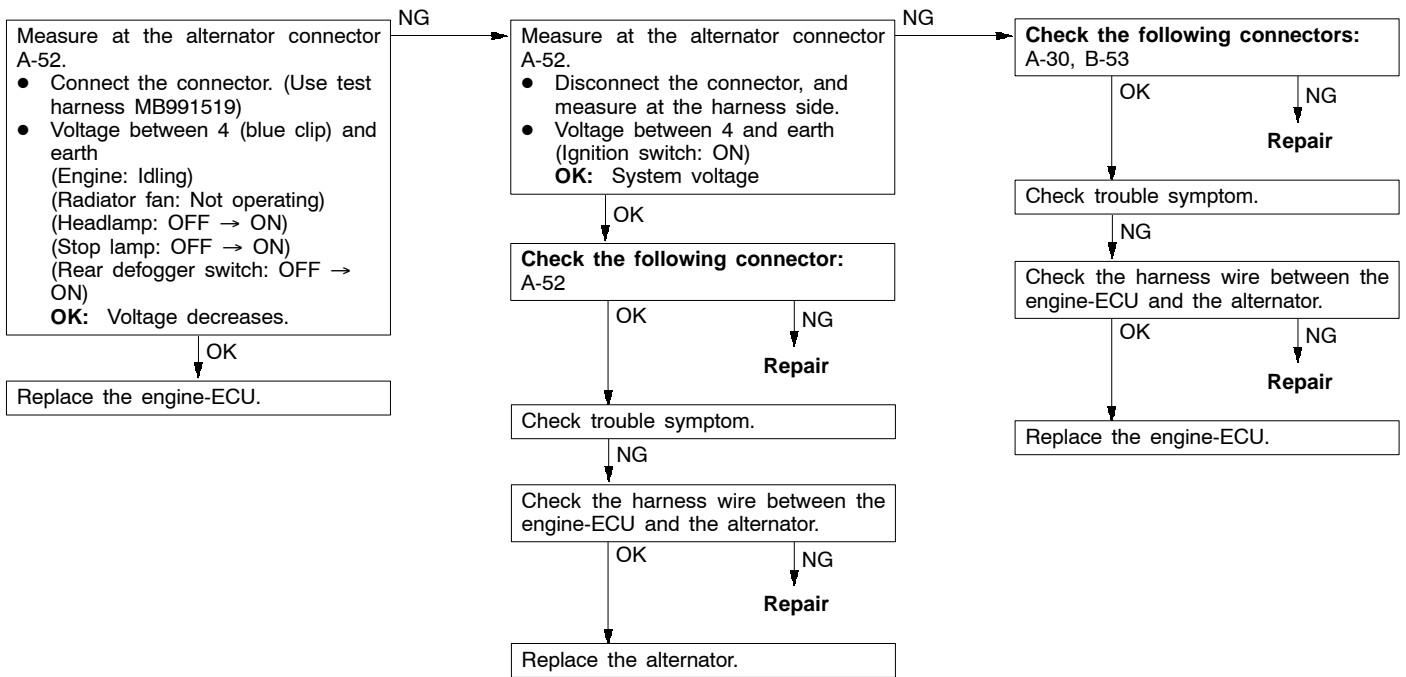 Measure at the alternator connector
A-52.
● Connect the connector. (Use test
harness MB991519)
● Voltage between 4 (blue clip) and
earth
(Engine: Idling)
(Radiator fan: Not operating)
(Headlamp: OFF → ON)
(Stop lamp: OFF → ON)
(Rear defogger switch: OFF →
ON)
OK: Voltage decreases.
OK
Replace the engine-ECU.
NG
Measure at the alternator connector
A-52.
● Disconnect the connector, and
measure at the harness side.
● Voltage between 4 and earth
(Ignition switch: ON)
OK: System voltage
OK
Check the following connector:
A-52
OK
NG
Repair
Check trouble symptom.
NG
Check the harness wire between the
engine-ECU and the alternator.
OK
NG
Repair
Replace the alternator.
NG
Check the following connectors:
A-30, B-53
OK
NG
Repair
Check trouble symptom.
NG
Check the harness wire between the
engine-ECU and the alternator.
OK
NG
Repair
Replace the engine-ECU.